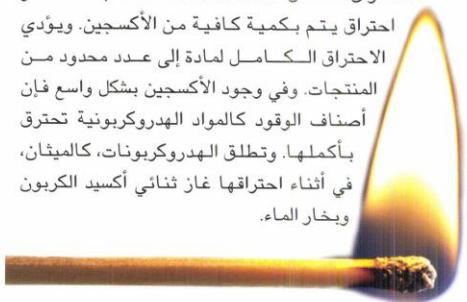 احتراق يتم بكمية كافية من الأكسجين. ويؤدي
الاحتراق الكامل لمادة إلى عدد محدود من
المنتجات. وفي وجود الأكسجين بشكل واسع فإن
أصناف الوقود كالمواد الهدروكربونية تحترق
بأكملها. وتطلق الهدروكربونات، كالميثان،
في أثناء احتراقها غاز ثنائي أكسيد الكربون
وبخار الماء.